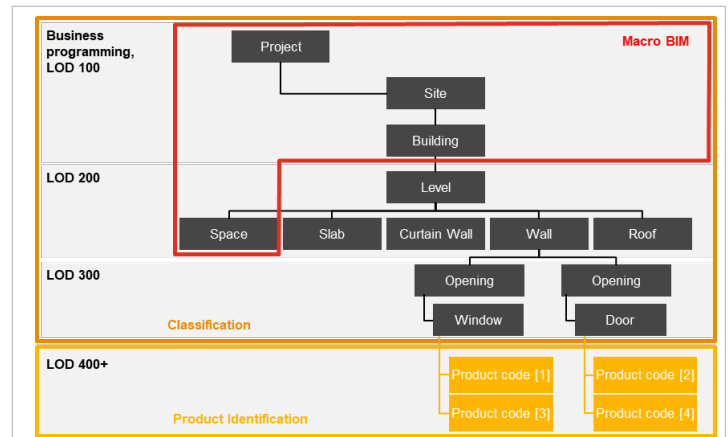 Business
programming,
LOD 100
Macro BIM
Project
Site
Building
LOD 200
Level
Space
Slab
Curtain Wall
Wall
Roof
LOD 300
Opening
Opening
Window
Door
Classification
LOD 400+
Product code [1]
Product code [2]
Product code [3]
Product code [4]
Product Identification